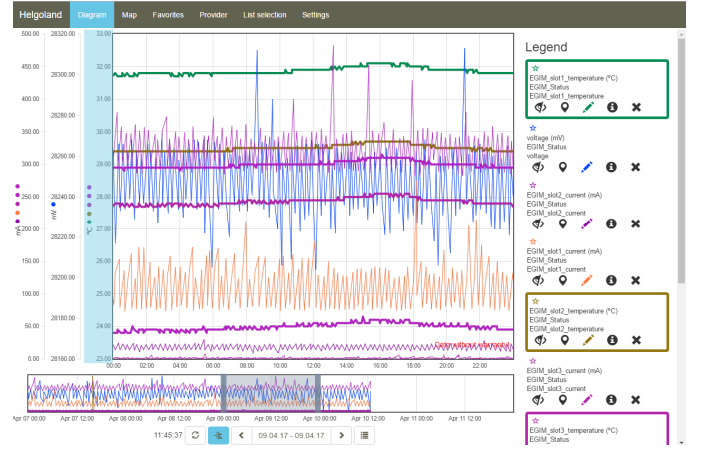 Helgoland Diagram Map Favorites Provider List selection Settings
500.00 28320.00 33.00
450.00 28300.00 32.00
400.00 28280.00 31.00
350.00 30.00
300.00 28260.00 29.00
250.00 28240.00 28.00
200.00 28220.00 27.00
150.00 28200.00 26.00
100.00 25.00
50.00 28180.00 24.00
0.00 28160.00 23.00
mA mV °C
00:00 02:00 04:00 06:00 08:00 10:00 12:00 14:00 16:00 18:00 20:00 22:00
Apr 07 00:00 Apr 07 12:00 Apr 08 00:00 Apr 08 12:00 Apr 09 00:00 Apr 09 12:00 Apr 10 00:00 Apr 10 12:00 Apr 11 00:00 Apr 11 12:00
11:45:37 09.04.17 - 09.04.17
Legend
EGIM_slot1_temperature (°C)
EGIM_Status
EGIM_slot1_temperature
voltage (mV)
EGIM_Status
voltage
EGIM_slot2_current (mA)
EGIM_Status
EGIM_slot2_current
EGIM_slot1_current (mA)
EGIM_Status
EGIM_slot1_current
EGIM_slot2_temperature (°C)
EGIM_Status
EGIM_slot2_temperature
EGIM_slot3_current (mA)
EGIM_Status
EGIM_slot3_current
EGIM_slot3_temperature (°C)
EGIM_Status